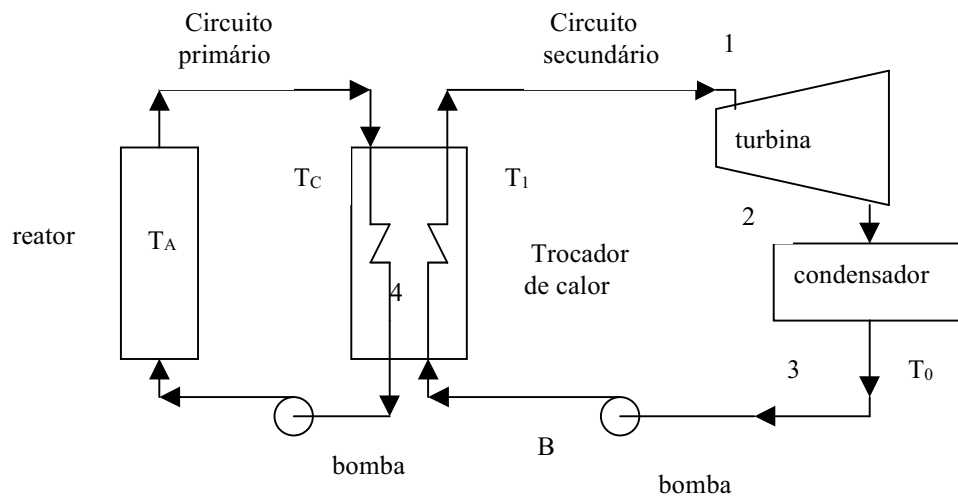 Circuito
primário
Circuito
secundário
1
turbina
T_C
T_1
2
reator
T_A
Trocador
de calor
condensador
4
3
T_0
B
bomba
bomba